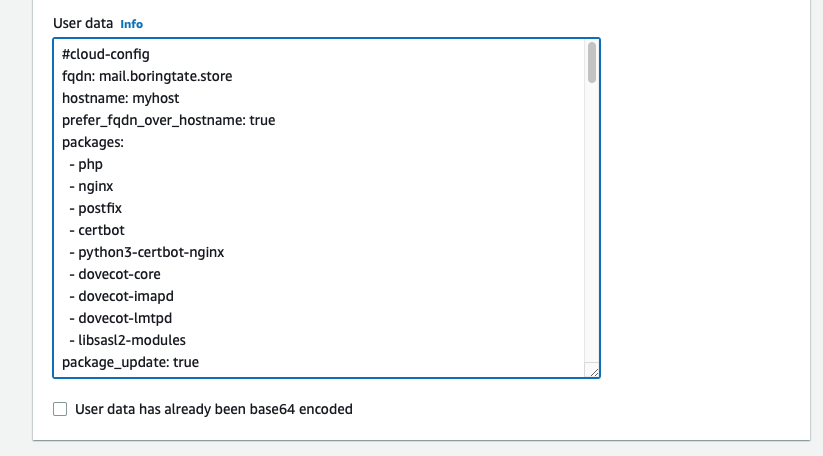 User data Info
#cloud-config
fqdn: mail.boringtate.store
hostname: myhost
prefer_fqdn_over_hostname: true
packages:
  - php
  - nginx
  - postfix
  - certbot
  - python3-certbot-nginx
  - dovecot-core
  - dovecot-imapd
  - dovecot-lmtpd
  - libsasl2-modules
package_update: true
User data has already been base64 encoded